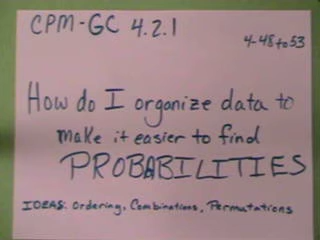 CPM-GC 4.2.1
4-48 to 53
How do I organize data to
make it easier to find
PROBABILITIES
IDEAS: Ordering, Combinations, Permutations